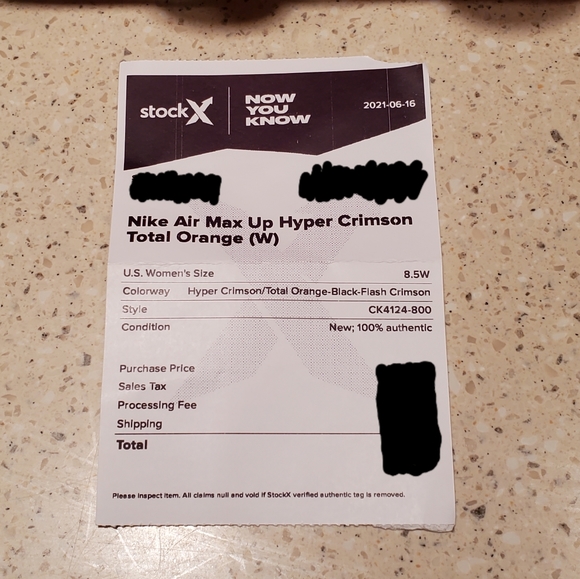 stockX
NOW
YOU
KNOW
2021-06-16
Nike Air Max Up Hyper Crimson
Total Orange (W)
U.S. Women's Size 8.5W
Colorway Hyper Crimson/Total Orange-Black-Flash Crimson
Style CK4124-800
Condition New; 100% authentic
Purchase Price
Sales Tax
Processing Fee
Shipping
Total
Please inspect item. All claims null and void if StockX verified authentic tag is removed.